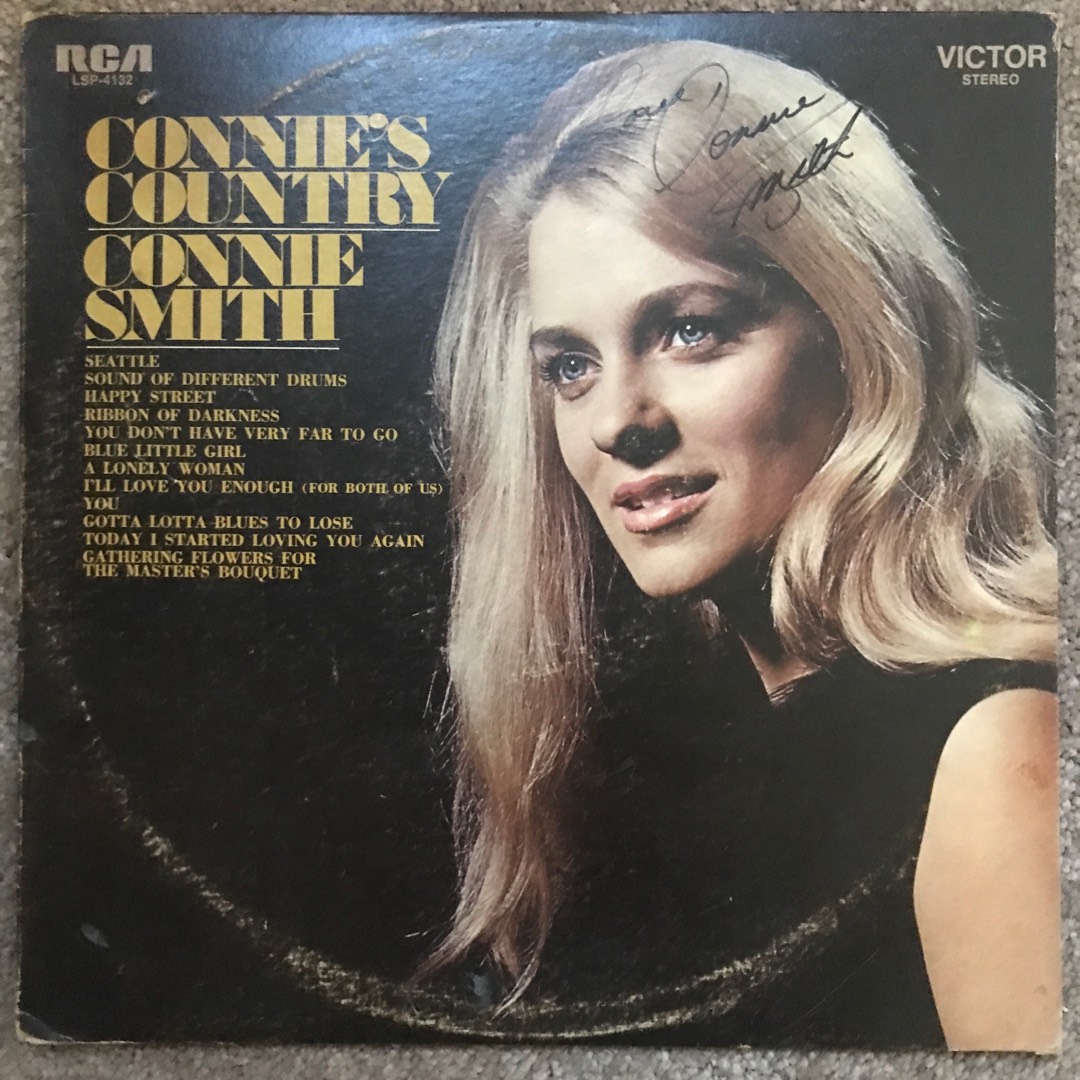 RCA
LSP-4132
VICTOR
STEREO
CONNIE'S
COUNTRY
CONNIE
SMITH
SEATTLE
SOUND OF DIFFERENT DRUMS
HAPPY STREET
RIBBON OF DARKNESS
YOU DON'T HAVE VERY FAR TO GO
BLUE LITTLE GIRL
A LONELY WOMAN
I'LL LOVE YOU ENOUGH (FOR BOTH OF US)
YOU
GOTTA LOTTA BLUES TO LOSE
TODAY I STARTED LOVING YOU AGAIN
GATHERING FLOWERS FOR
THE MASTER'S BOUQUET
Love Connie
Smith